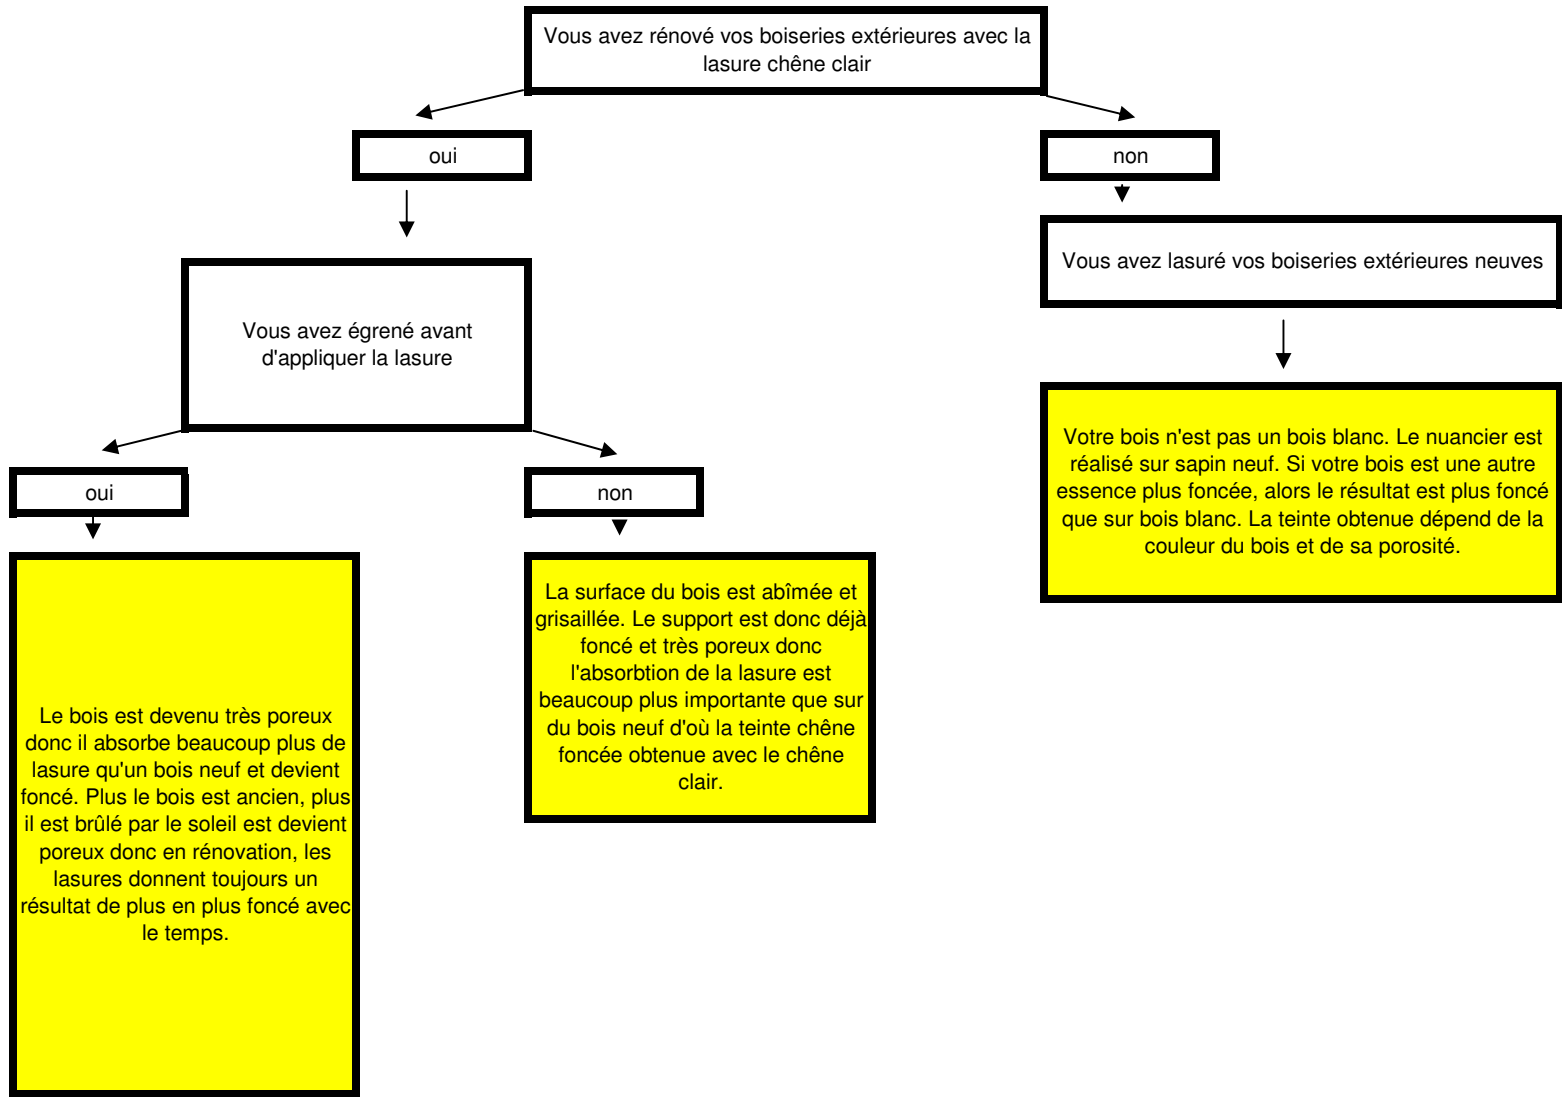 Vous avez rénové vos boiseries extérieures avec la
lasure chêne clair
oui
non
Vous avez lasuré vos boiseries extérieures neuves
Vous avez égrené avant
d'appliquer la lasure
Votre bois n'est pas un bois blanc. Le nuancier est
réalisé sur sapin neuf. Si votre bois est une autre
essence plus foncée, alors le résultat est plus foncé
que sur bois blanc. La teinte obtenue dépend de la
couleur du bois et de sa porosité.
oui
non
La surface du bois est abîmée et
grisaillée. Le support est donc déjà
foncé et très poreux donc
l'absorbtion de la lasure est
beaucoup plus importante que sur
du bois neuf d'où la teinte chêne
foncée obtenue avec le chêne
clair.
Le bois est devenu très poreux
donc il absorbe beaucoup plus de
lasure qu'un bois neuf et devient
foncé. Plus le bois est ancien, plus
il est brûlé par le soleil est devient
poreux donc en rénovation, les
lasures donnent toujours un
résultat de plus en plus foncé avec
le temps.